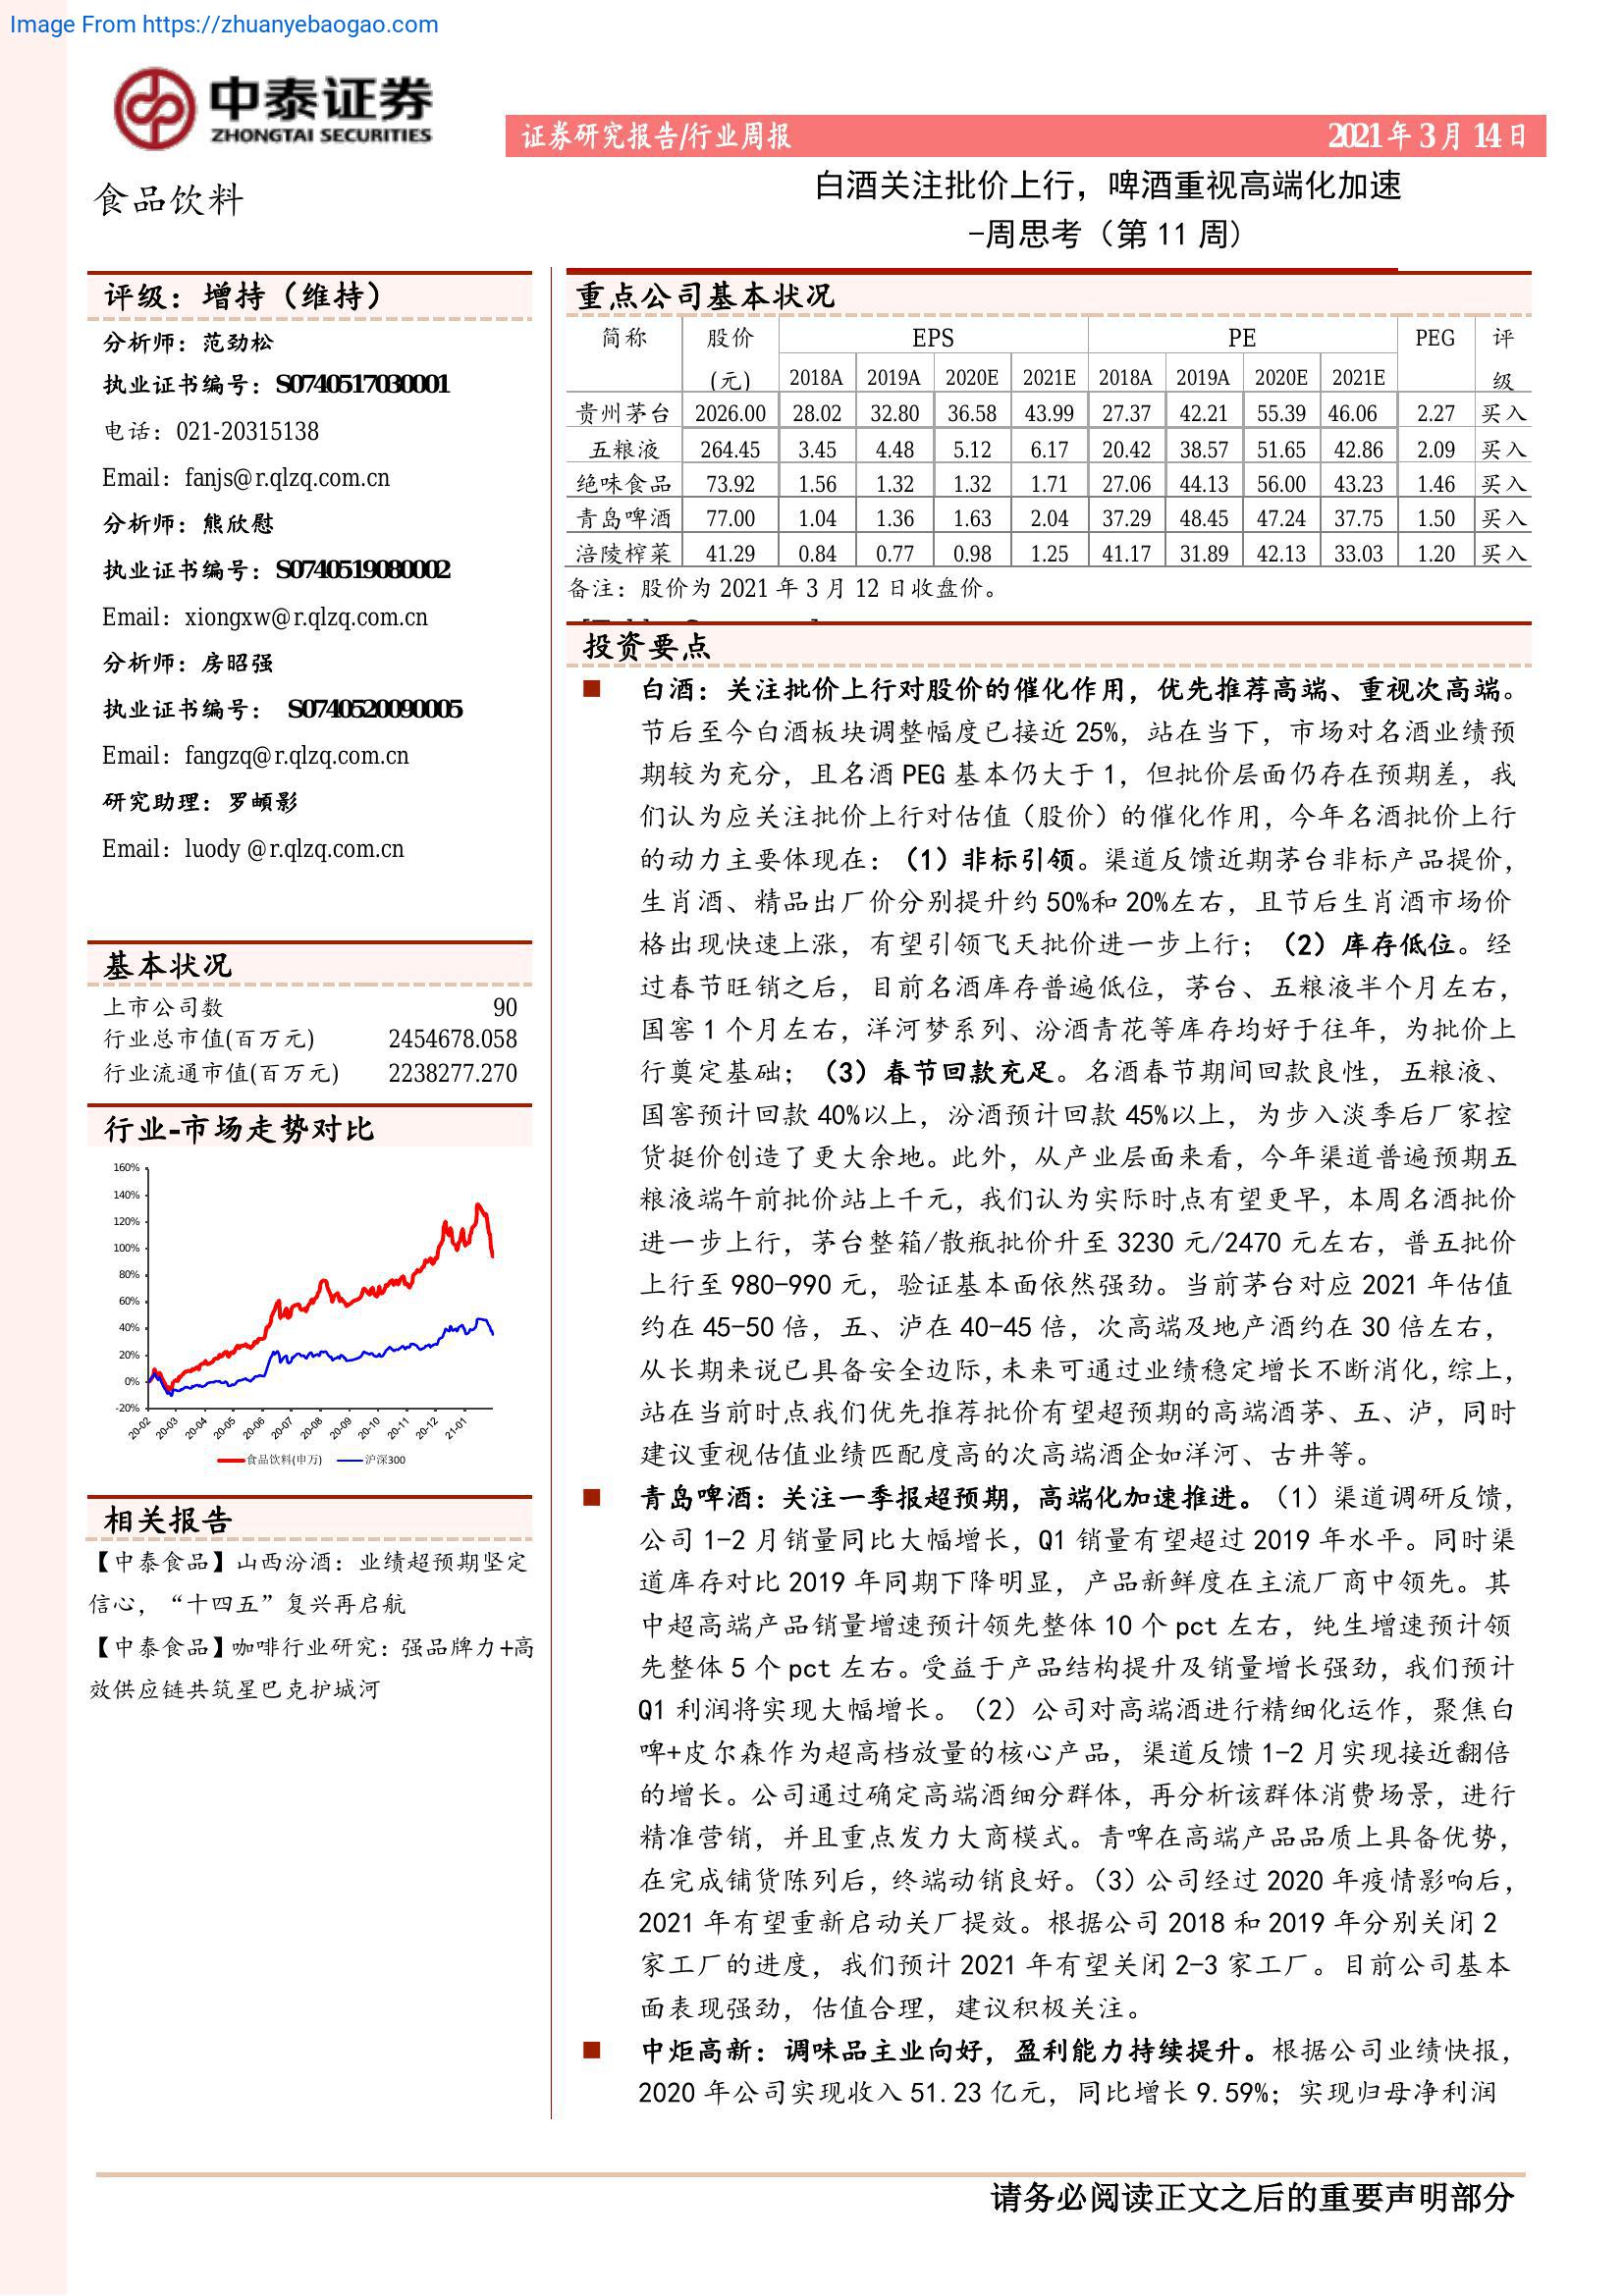 Image From https://zhuanyebaogao.com
中泰证券
ZHONGTAI SECURITIES
证券研究报告/行业周报
2021年3月14日
食品饮料
白酒关注批价上行，啤酒重视高端化加速
-周思考（第11周）
评级：增持（维持）
分析师：范劲松
执业证书编号：S0740517030001
电话：021-20315138
Email：fanjs@r.qlzq.com.cn
分析师：熊欣慰
执业证书编号：S0740519080002
Email：xiongxw@r.qlzq.com.cn
分析师：房昭强
执业证书编号： S0740520090005
Email：fangzq@r.qlzq.com.cn
研究助理：罗頔影
Email：luody @r.qlzq.com.cn
基本状况
上市公司数 90
行业总市值(百万元) 2454678.058
行业流通市值(百万元) 2238277.270
行业-市场走势对比
160%
140%
120%
100%
80%
60%
40%
20%
0%
-20%
20-02 20-03 20-04 20-05 20-06 20-07 20-08 20-09 20-10 20-11 20-12 21-01
食品饮料(申万) 沪深300
相关报告
【中泰食品】山西汾酒：业绩超预期坚定
信心，“十四五”复兴再启航
【中泰食品】咖啡行业研究：强品牌力+高
效供应链共筑星巴克护城河
重点公司基本状况
简称 股价 EPS PE PEG 评
(元) 2018A 2019A 2020E 2021E 2018A 2019A 2020E 2021E 级
贵州茅台 2026.00 28.02 32.80 36.58 43.99 27.37 42.21 55.39 46.06 2.27 买入
五粮液 264.45 3.45 4.48 5.12 6.17 20.42 38.57 51.65 42.86 2.09 买入
绝味食品 73.92 1.56 1.32 1.32 1.71 27.06 44.13 56.00 43.23 1.46 买入
青岛啤酒 77.00 1.04 1.36 1.63 2.04 37.29 48.45 47.24 37.75 1.50 买入
涪陵榨菜 41.29 0.84 0.77 0.98 1.25 41.17 31.89 42.13 33.03 1.20 买入
备注：股价为2021年3月12日收盘价。
投资要点
白酒：关注批价上行对股价的催化作用，优先推荐高端、重视次高端。
节后至今白酒板块调整幅度已接近25%，站在当下，市场对名酒业绩预
期较为充分，且名酒PEG基本仍大于1，但批价层面仍存在预期差，我
们认为应关注批价上行对估值（股价）的催化作用，今年名酒批价上行
的动力主要体现在：（1）非标引领。渠道反馈近期茅台非标产品提价，
生肖酒、精品出厂价分别提升约50%和20%左右，且节后生肖酒市场价
格出现快速上涨，有望引领飞天批价进一步上行；（2）库存低位。经
过春节旺销之后，目前名酒库存普遍低位，茅台、五粮液半个月左右，
国窖1个月左右，洋河梦系列、汾酒青花等库存均好于往年，为批价上
行奠定基础；（3）春节回款充足。名酒春节期间回款良性，五粮液、
国窖预计回款40%以上，汾酒预计回款45%以上，为步入淡季后厂家控
货挺价创造了更大余地。此外，从产业层面来看，今年渠道普遍预期五
粮液端午前批价站上千元，我们认为实际时点有望更早，本周名酒批价
进一步上行，茅台整箱/散瓶批价升至3230元/2470元左右，普五批价
上行至980-990元，验证基本面依然强劲。当前茅台对应2021年估值
约在45-50倍，五、泸在40-45倍，次高端及地产酒约在30倍左右，
从长期来说已具备安全边际，未来可通过业绩稳定增长不断消化，综上，
站在当前时点我们优先推荐批价有望超预期的高端酒茅、五、泸，同时
建议重视估值业绩匹配度高的次高端酒企如洋河、古井等。
青岛啤酒：关注一季报超预期，高端化加速推进。（1）渠道调研反馈，
公司1-2月销量同比大幅增长，Q1销量有望超过2019年水平。同时渠
道库存对比2019年同期下降明显，产品新鲜度在主流厂商中领先。其
中超高端产品销量增速预计领先整体10个pct左右，纯生增速预计领
先整体5个pct左右。受益于产品结构提升及销量增长强劲，我们预计
Q1利润将实现大幅增长。（2）公司对高端酒进行精细化运作，聚焦白
啤+皮尔森作为超高档放量的核心产品，渠道反馈1-2月实现接近翻倍
的增长。公司通过确定高端酒细分群体，再分析该群体消费场景，进行
精准营销，并且重点发力大商模式。青啤在高端产品品质上具备优势，
在完成铺货陈列后，终端动销良好。（3）公司经过2020年疫情影响后，
2021年有望重新启动关厂提效。根据公司2018和2019年分别关闭2
家工厂的进度，我们预计2021年有望关闭2-3家工厂。目前公司基本
面表现强劲，估值合理，建议积极关注。
中炬高新：调味品主业向好，盈利能力持续提升。根据公司业绩快报，
2020年公司实现收入51.23亿元，同比增长9.59%；实现归母净利润
请务必阅读正文之后的重要声明部分